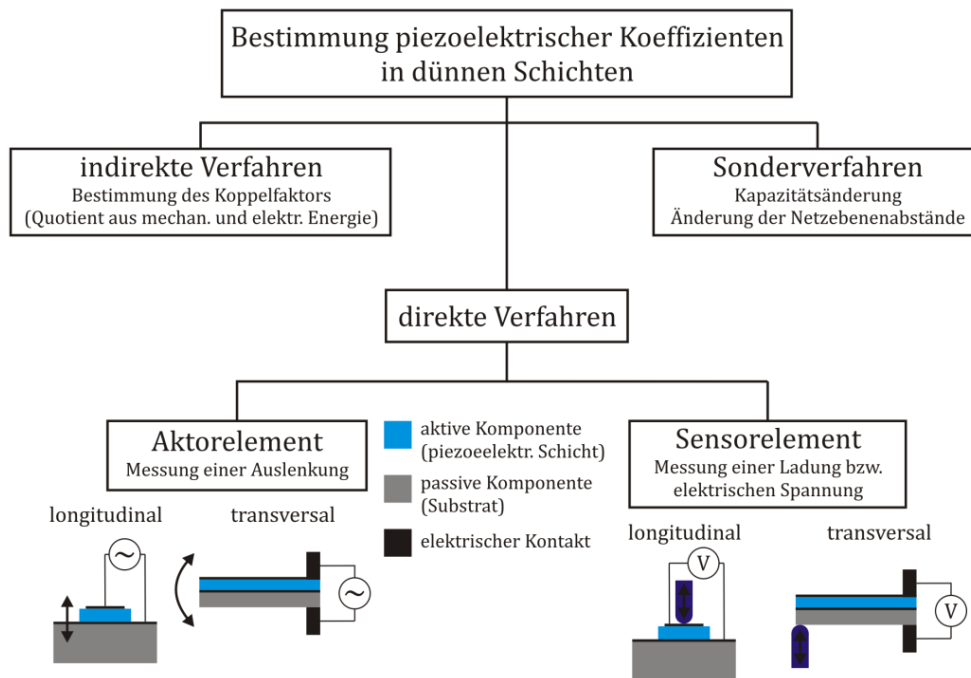 Bestimmung piezoelektrischer Koeffizienten
in dünnen Schichten
indirekte Verfahren
Bestimmung des Koppelfaktors
(Quotient aus mechan. und elektr. Energie)
Sonderverfahren
Kapazitätsänderung
Änderung der Netzebenenabstände
direkte Verfahren
Aktorelement
Messung einer Auslenkung
aktive Komponente
(piezoeelektr. Schicht)
passive Komponente
(Substrat)
elektrischer Kontakt
Sensorelement
Messung einer Ladung bzw.
elektrischen Spannung
longitudinal
transversal
~
~
longitudinal
transversal
V
V